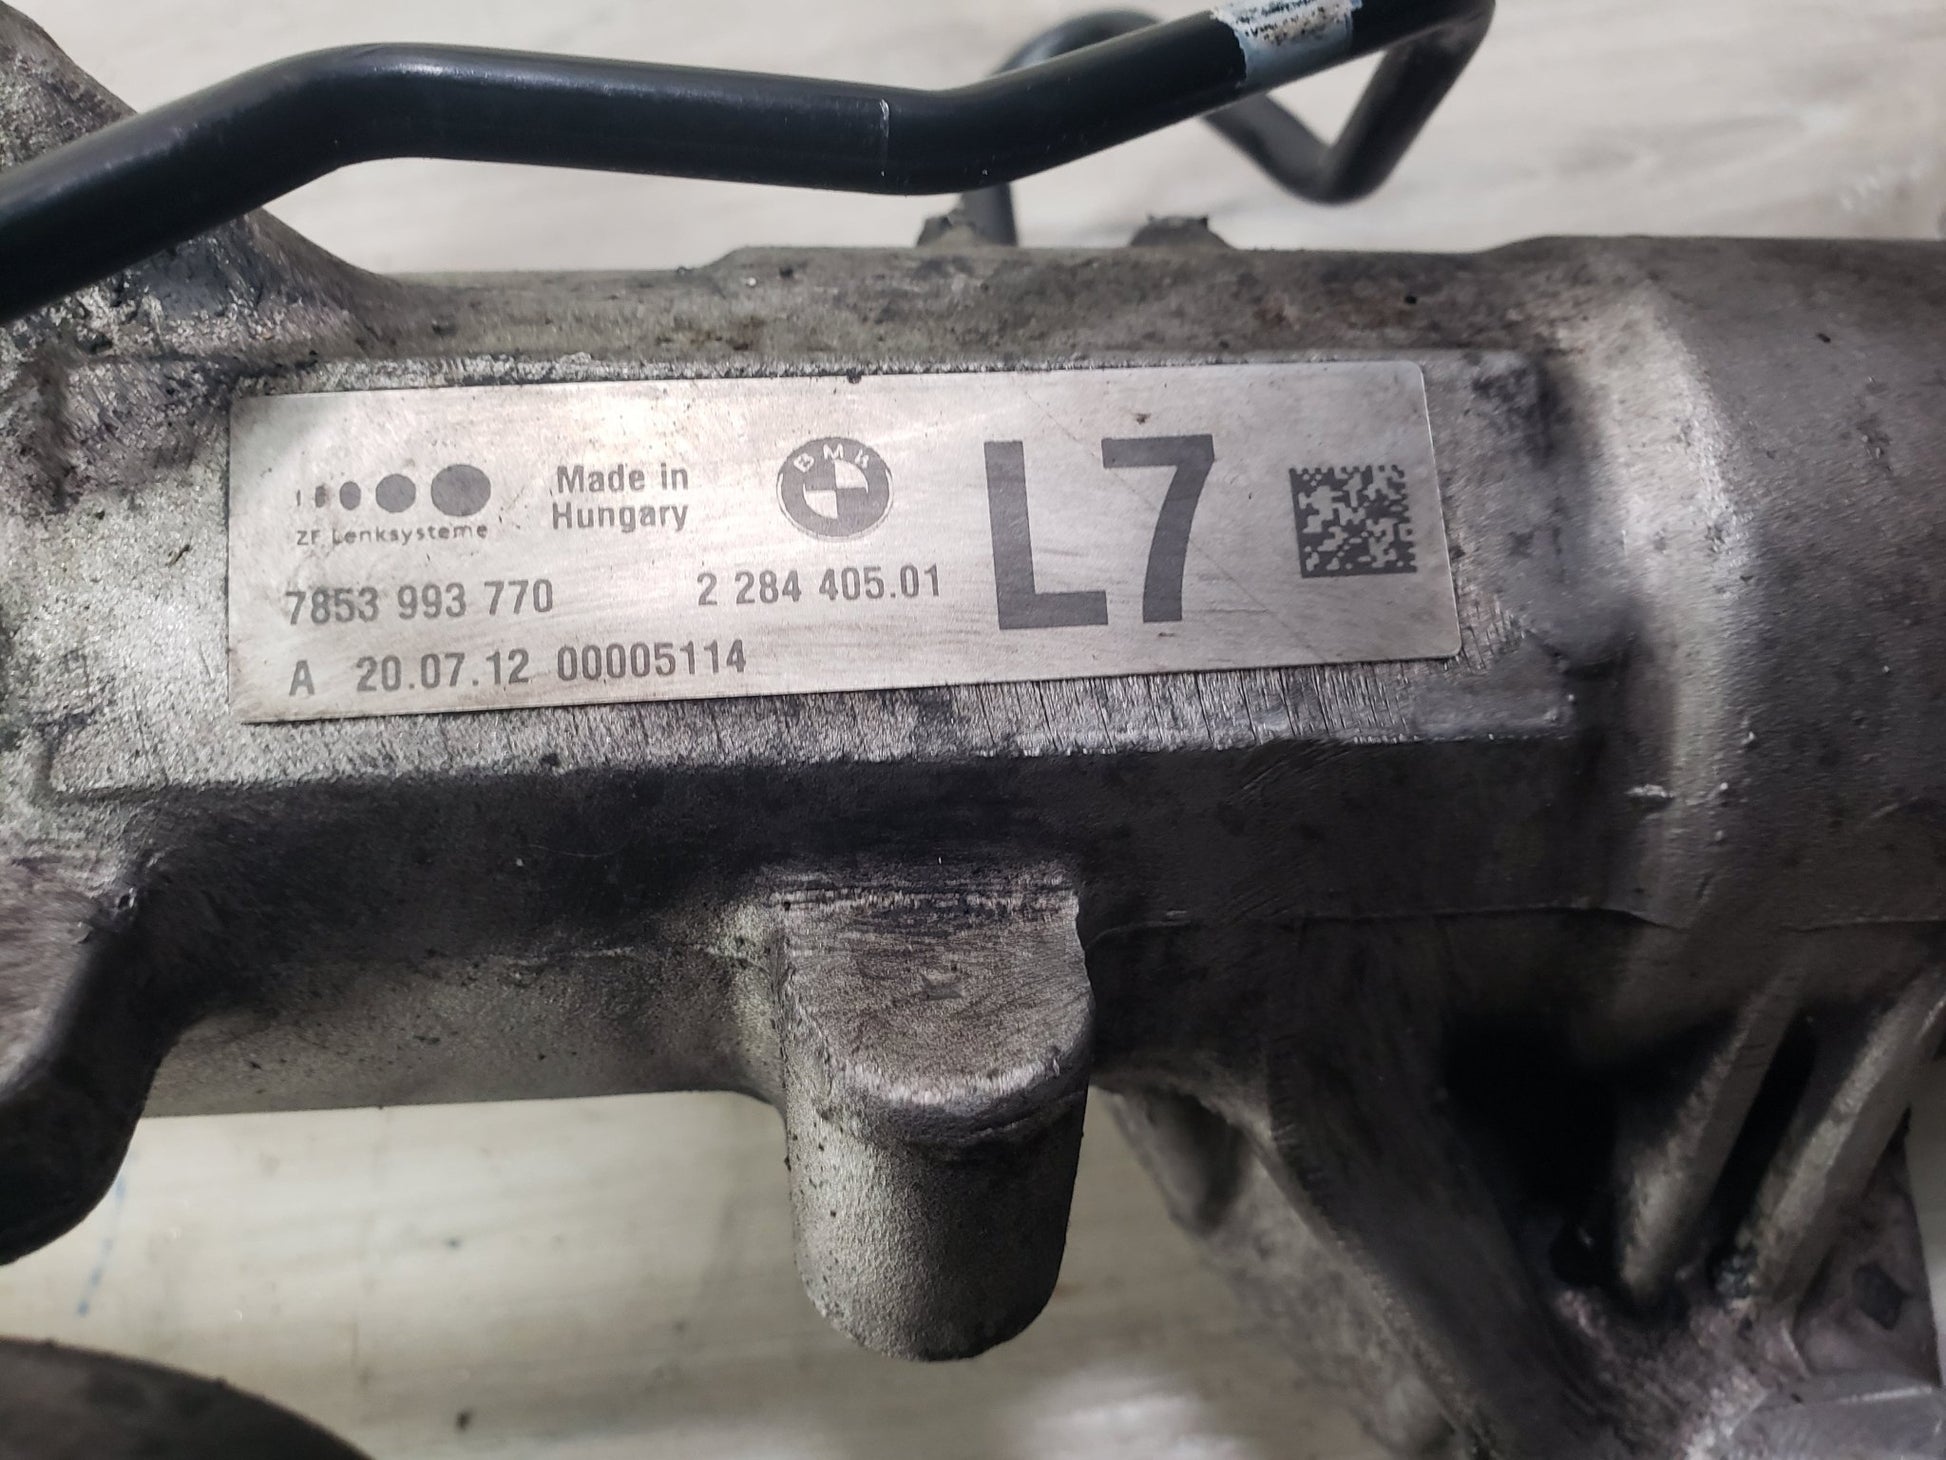 ZF Lenksysteme
Made in
Hungary
BMW
7853 993 770
2 284 405.01
A 20.07.12 00005114
L7